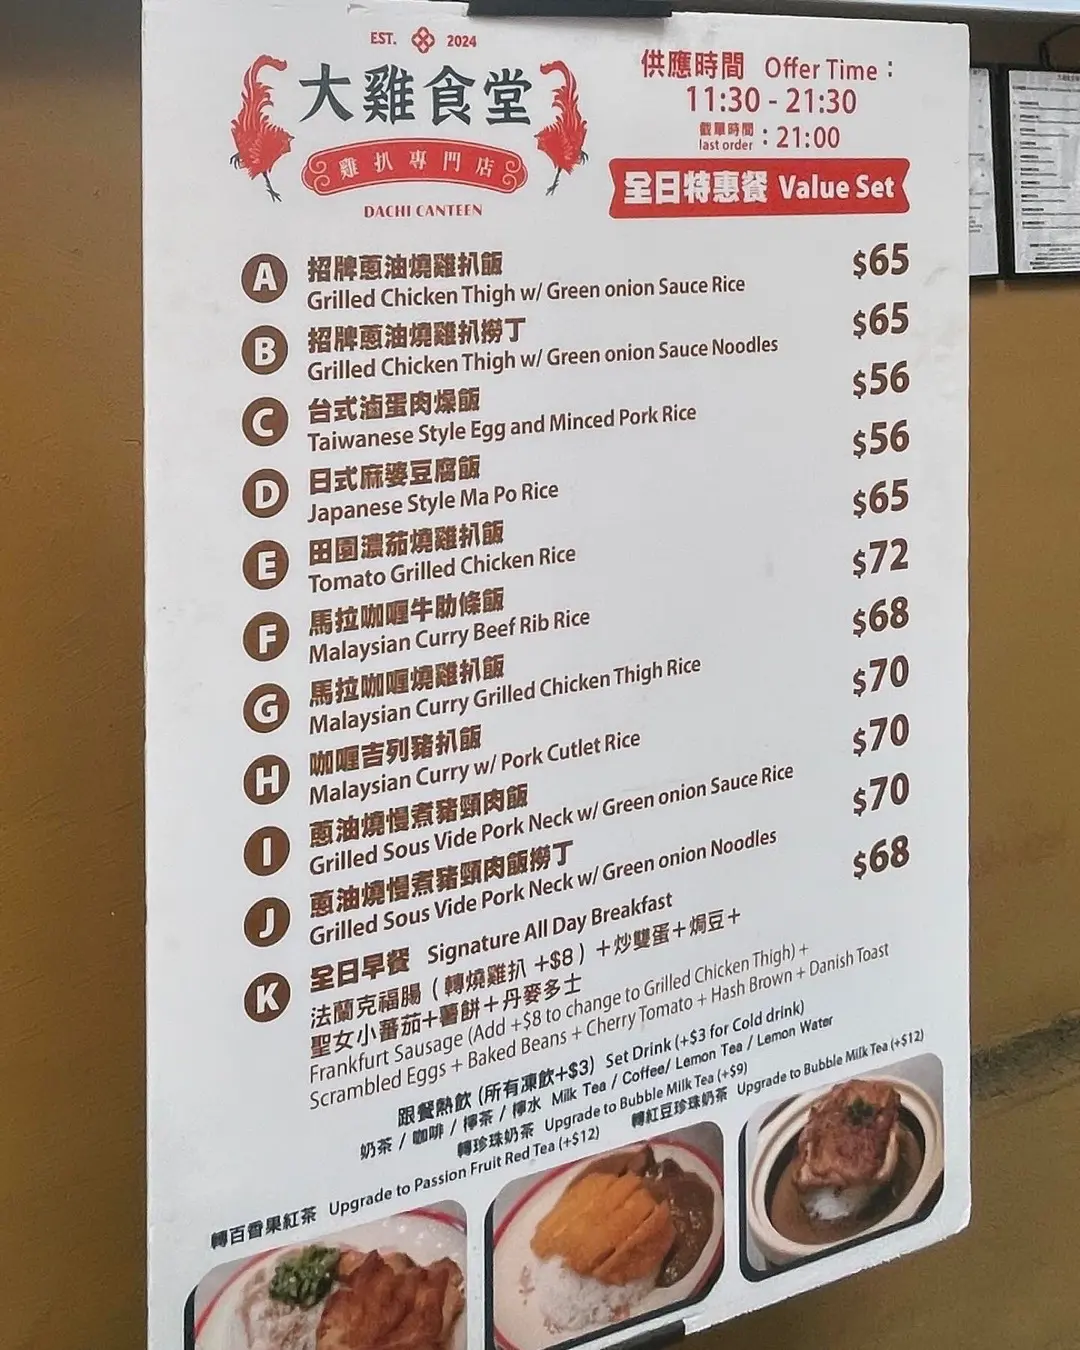 EST. 2024
大雞食堂
雞扒專門店
DACHI CANTEEN
供應時間 Offer Time：
11:30 - 21:30
截單時間 last order：21:00
全日特惠餐 Value Set
A 招牌蔥油燒雞扒飯 $65
Grilled Chicken Thigh w/ Green onion Sauce Rice
B 招牌蔥油燒雞扒撈丁 $65
Grilled Chicken Thigh w/ Green onion Sauce Noodles
C 台式滷蛋肉燥飯 $56
Taiwanese Style Egg and Minced Pork Rice
D 日式麻婆豆腐飯 $56
Japanese Style Ma Po Rice
E 田園濃茄燒雞扒飯 $65
Tomato Grilled Chicken Rice
F 馬拉咖喱牛助條飯 $72
Malaysian Curry Beef Rib Rice
G 馬拉咖喱燒雞扒飯 $68
Malaysian Curry Grilled Chicken Thigh Rice
H 咖喱吉列豬扒飯 $70
Malaysian Curry w/ Pork Cutlet Rice
I 蔥油燒慢煮豬頸肉飯 $70
Grilled Sous Vide Pork Neck w/ Green onion Sauce Rice
J 蔥油燒慢煮豬頸肉飯撈丁 $70
Grilled Sous Vide Pork Neck w/ Green onion Noodles
K 全日早餐 Signature All Day Breakfast $68
法蘭克福腸（轉燒雞扒 +$8）＋炒雙蛋＋焗豆＋
聖女小蕃茄＋薯餅＋丹麥多士
Frankfurt Sausage (Add +$8 to change to Grilled Chicken Thigh) +
Scrambled Eggs + Baked Beans + Cherry Tomato + Hash Brown + Danish Toast
跟餐熱飲 (所有凍飲+$3) Set Drink (+$3 for Cold drink)
奶茶 / 咖啡 / 檸茶 / 檸水 Milk Tea / Coffee/ Lemon Tea / Lemon Water
轉珍珠奶茶 Upgrade to Bubble Milk Tea (+$9)
轉紅豆珍珠奶茶 Upgrade to Bubble Milk Tea (+$12)
轉百香果紅茶 Upgrade to Passion Fruit Red Tea (+$12)